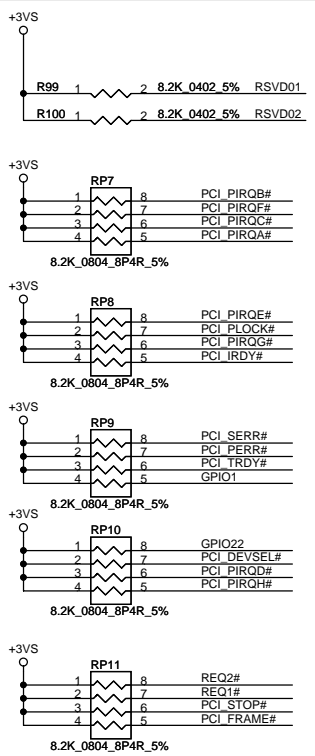 +3VS
R99 1 2 8.2K_0402_5% RSVD01
R100 1 2 8.2K_0402_5% RSVD02
+3VS
RP7
1 8 PCI_PIRQB#
2 7 PCI_PIRQF#
3 6 PCI_PIRQC#
4 5 PCI_PIRQA#
8.2K_0804_8P4R_5%
+3VS
RP8
1 8 PCI_PIRQE#
2 7 PCI_PLOCK#
3 6 PCI_PIRQG#
4 5 PCI_IRDY#
8.2K_0804_8P4R_5%
+3VS
RP9
1 8 PCI_SERR#
2 7 PCI_PERR#
3 6 PCI_TRDY#
4 5 GPIO1
8.2K_0804_8P4R_5%
+3VS
RP10
1 8 GPIO22
2 7 PCI_DEVSEL#
3 6 PCI_PIRQD#
4 5 PCI_PIRQH#
8.2K_0804_8P4R_5%
+3VS
RP11
1 8 REQ2#
2 7 REQ1#
3 6 PCI_STOP#
4 5 PCI_FRAME#
8.2K_0804_8P4R_5%